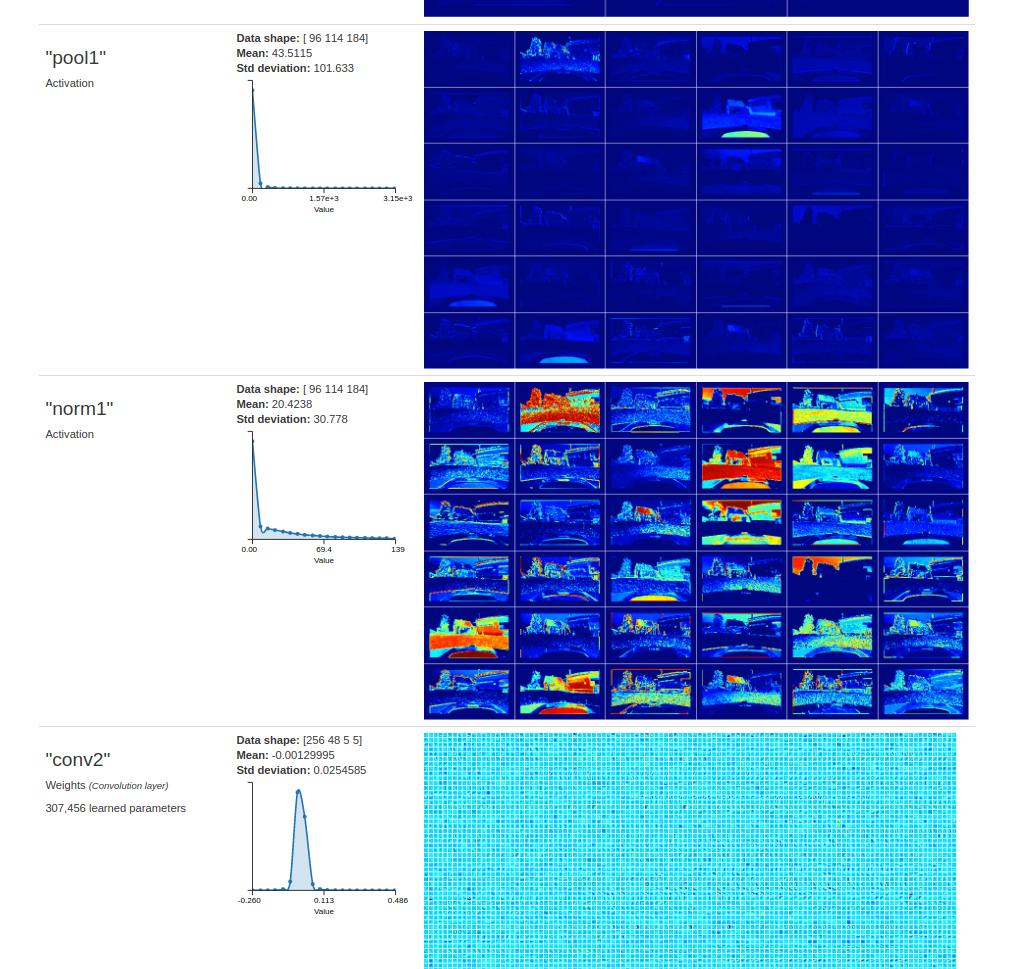 "pool1"
Activation
Data shape: [ 96 114 184]
Mean: 43.5115
Std deviation: 101.633
0.00 1.57e+3 3.15e+3
Value
"norm1"
Activation
Data shape: [ 96 114 184]
Mean: 20.4238
Std deviation: 30.778
0.00 69.4 139
Value
"conv2"
Weights (Convolution layer)
307,456 learned parameters
Data shape: [256 48 5 5]
Mean: -0.00129995
Std deviation: 0.0254585
-0.260 0.113 0.486
Value